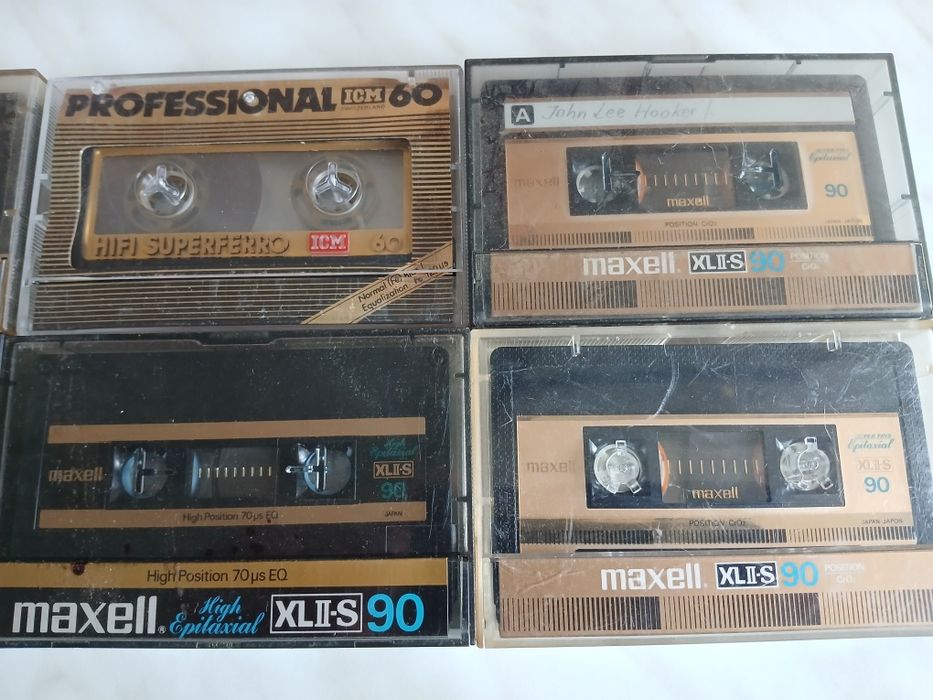 PROFESSIONAL ICM 60
SWITZERLAND
HIFI SUPERFERRO ICM 60
Normal (Fe)
Equalization
A John Lee Hooker
Epitaxial
maxell
90
maxell
POSITION CrO₂
JAPAN·JAPON
maxell XLII-S 90 POSITION CrO₂
High Epitaxial
maxell
XLII-S
90
High Position 70µs EQ
JAPAN
High Position 70µs EQ
maxell® High Epitaxial XLII-S 90
Epitaxial
maxell
XLII-S
90
maxell
POSITION CrO₂
JAPAN·JAPON
maxell XLII-S 90 POSITION CrO₂